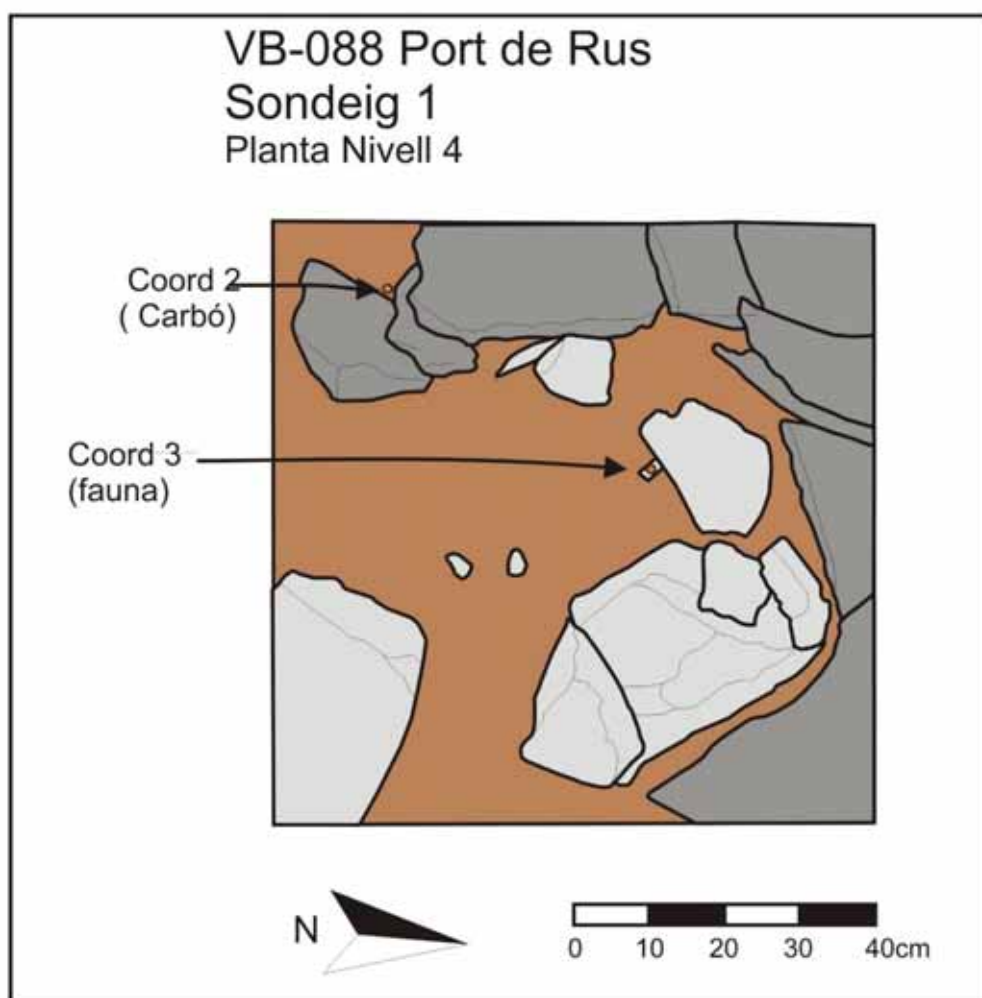 VB-088 Port de Rus
Sondeig 1
Planta Nivell 4
Coord 2
( Carbó)
Coord 3
(fauna)
N
0 10 20 30 40cm